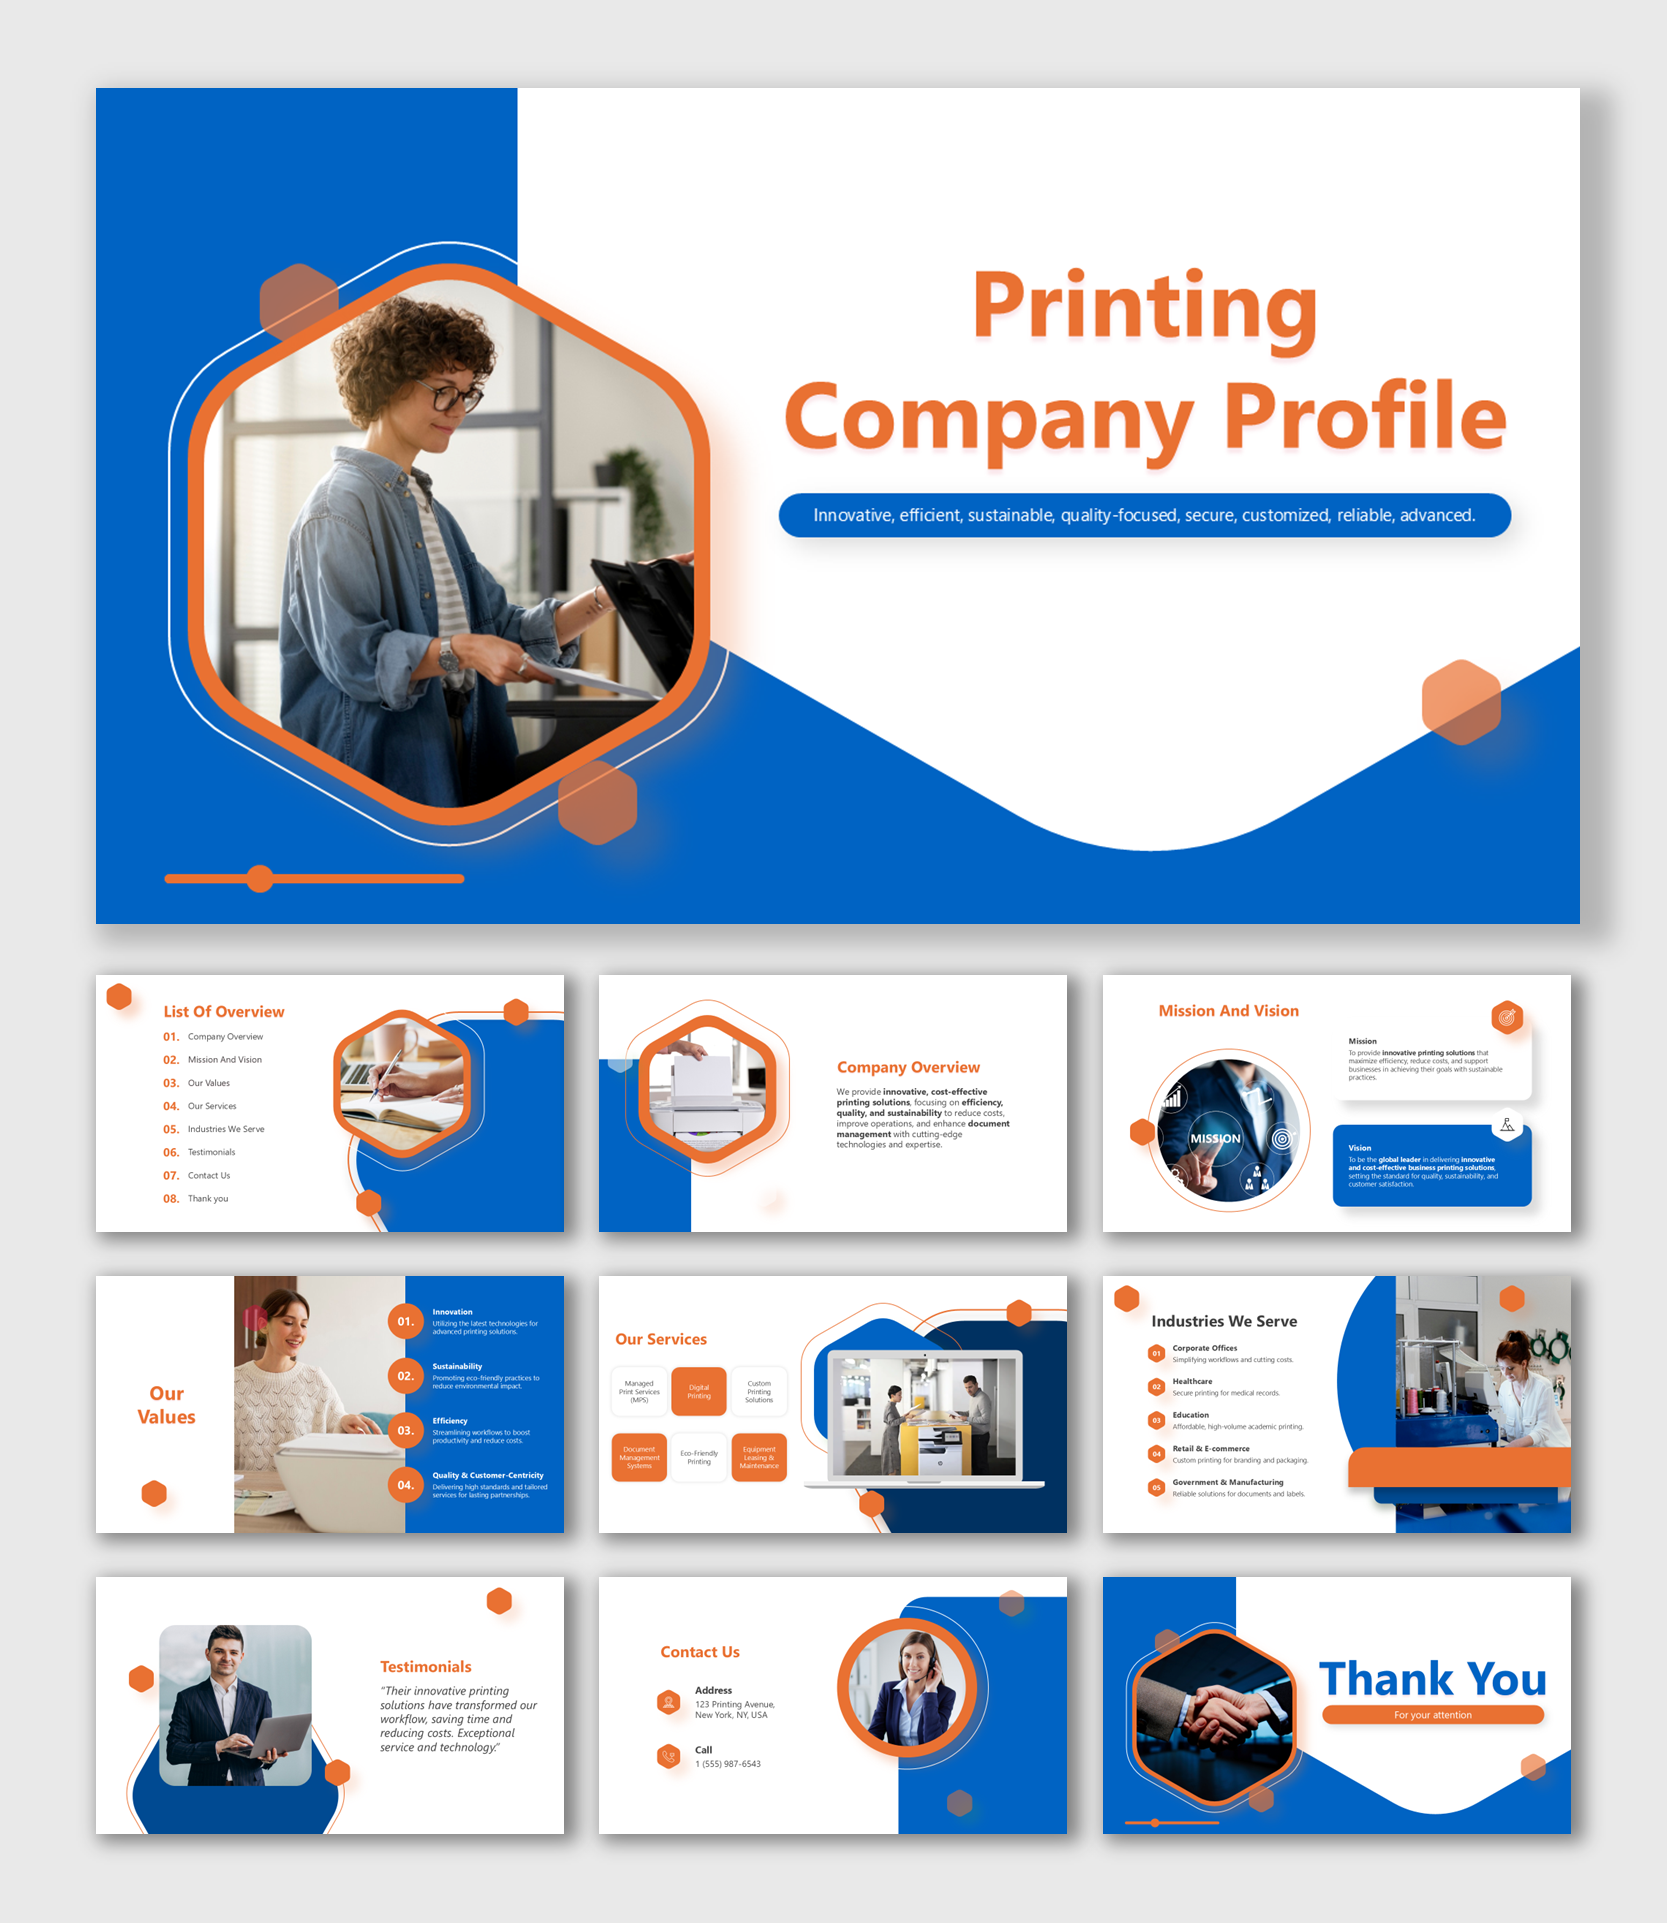 Printing
Company Profile
Innovative, efficient, sustainable, quality-focused, secure, customized, reliable, advanced.
List Of Overview
01. Company Overview
02. Mission And Vision
03. Our Values
04. Our Services
05. Industries We Serve
06. Testimonials
07. Contact Us
08. Thank you
Company Overview
We provide innovative, cost-effective
printing solutions, focusing on efficiency,
quality, and sustainability to reduce costs,
improve operations, and enhance document
management with cutting-edge
technologies and expertise.
Mission And Vision
MISSION
Mission
To provide innovative printing solutions that
maximize efficiency, reduce costs, and support
businesses in achieving their goals with sustainable
practices.
Vision
To be the global leader in delivering innovative
and cost-effective business printing solutions,
setting the standard for quality, sustainability, and
customer satisfaction.
Our
Values
01.
Innovation
Utilizing the latest technologies for
advanced printing solutions.
02.
Sustainability
Promoting eco-friendly practices to
reduce environmental impact.
03.
Efficiency
Streamlining workflows to boost
productivity and reduce costs.
04.
Quality & Customer-Centricity
Delivering high standards and tailored
services for lasting partnerships.
Our Services
Managed
Print Services
(MPS)
Digital
Printing
Custom
Printing
Solutions
Document
Management
Systems
Eco-Friendly
Printing
Equipment
Leasing &
Maintenance
Industries We Serve
01
Corporate Offices
Simplifying workflows and cutting costs.
02
Healthcare
Secure printing for medical records.
03
Education
Affordable, high-volume academic printing.
04
Retail & E-commerce
Custom printing for branding and packaging.
05
Government & Manufacturing
Reliable solutions for documents and labels.
Testimonials
"Their innovative printing
solutions have transformed our
workflow, saving time and
reducing costs. Exceptional
service and technology."
Contact Us
Address
123 Printing Avenue,
New York, NY, USA
Call
1 (555) 987-6543
Thank You
For your attention